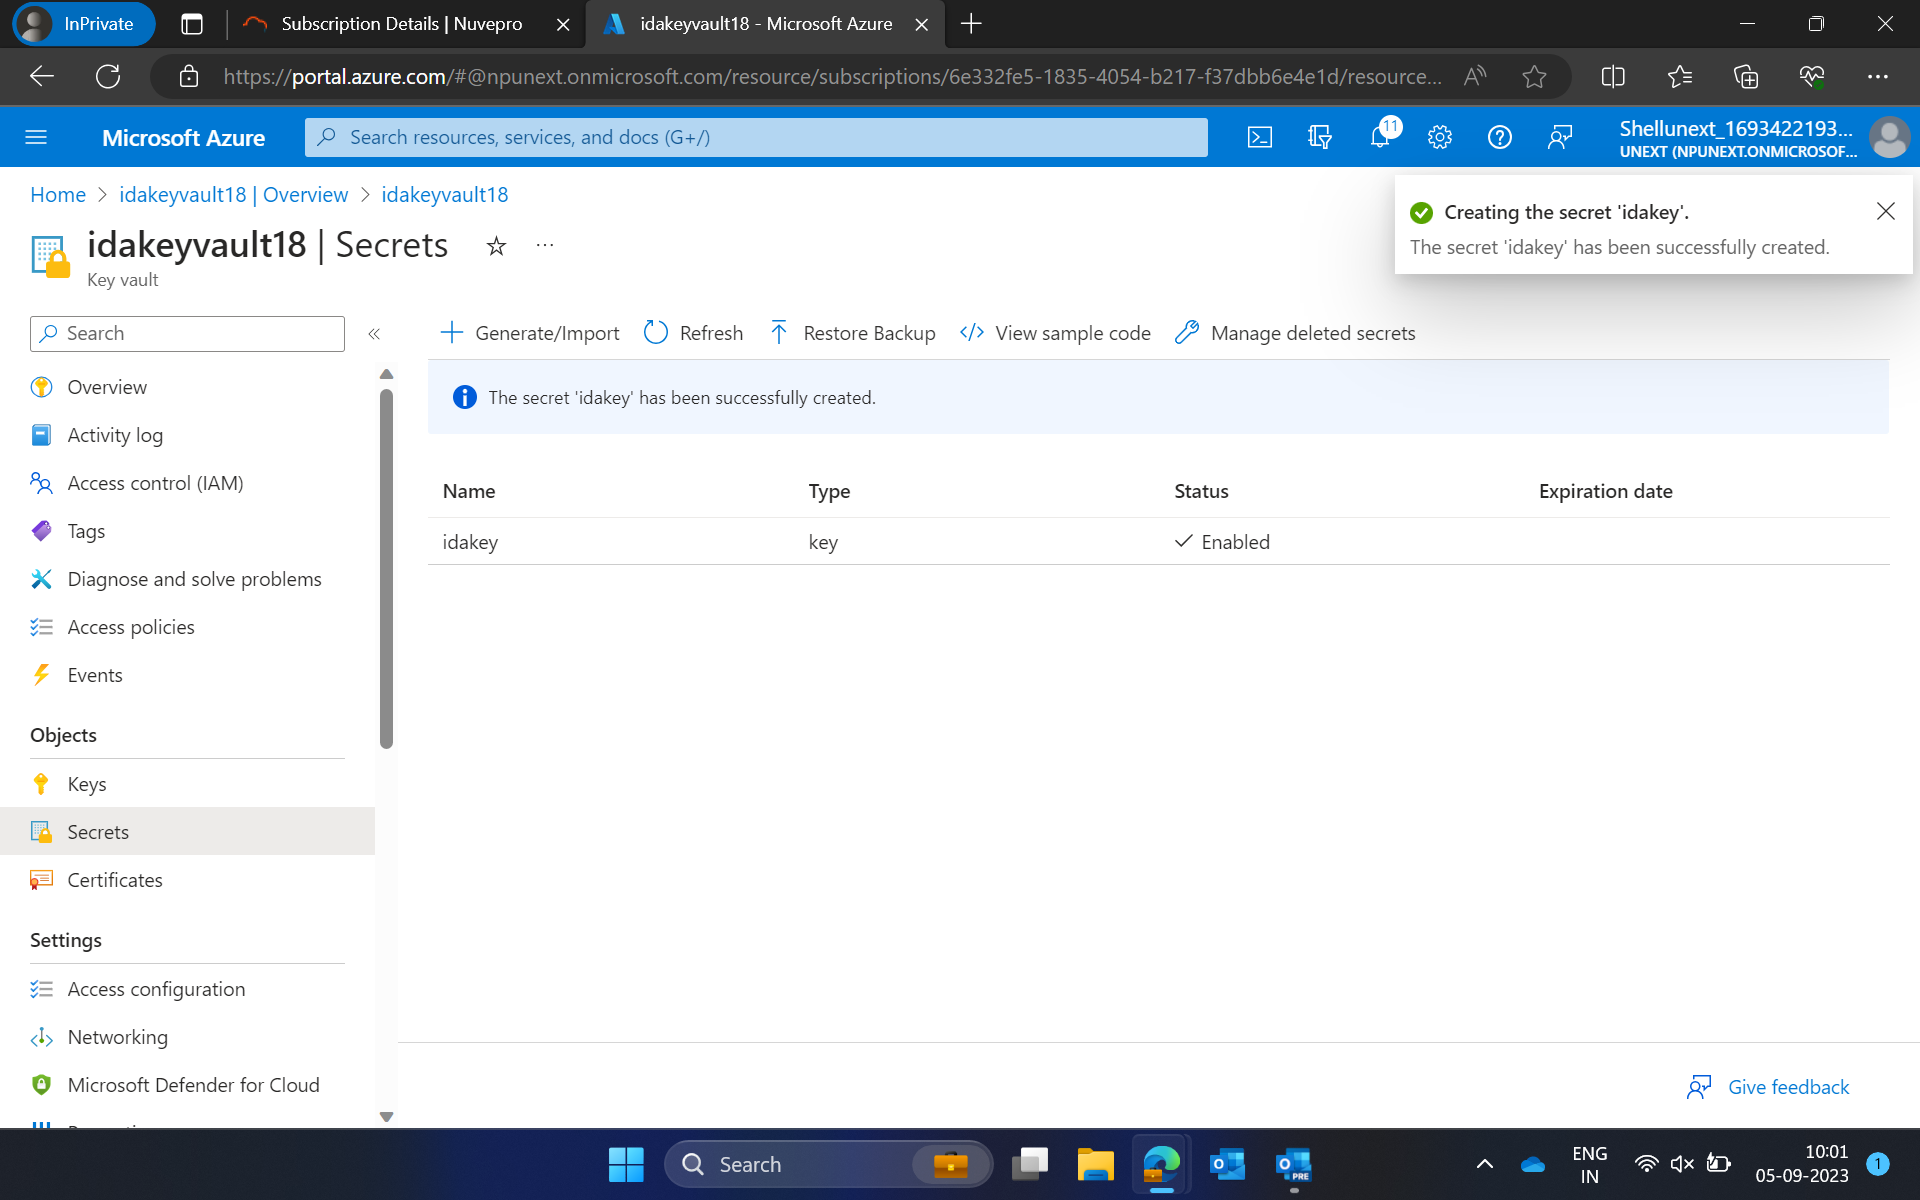 InPrivate
Subscription Details | Nuvepro
idakeyvault18 - Microsoft Azure
https://portal.azure.com/#@npunext.onmicrosoft.com/resource/subscriptions/6e332fe5-1835-4054-b217-f37dbb6e4e1d/resource...
Microsoft Azure
Search resources, services, and docs (G+/)
11
Shellunext_1693422193...
UNEXT (NPUNEXT.ONMICROSOF...
Home > idakeyvault18 | Overview > idakeyvault18
Creating the secret 'idakey'.
The secret 'idakey' has been successfully created.
idakeyvault18 | Secrets
Key vault
Search
Generate/Import
Refresh
Restore Backup
View sample code
Manage deleted secrets
The secret 'idakey' has been successfully created.
Name Type Status Expiration date
idakey key Enabled
Overview
Activity log
Access control (IAM)
Tags
Diagnose and solve problems
Access policies
Events
Objects
Keys
Secrets
Certificates
Settings
Access configuration
Networking
Microsoft Defender for Cloud
Give feedback
Search
PRE
ENG
IN
10:01
05-09-2023
1